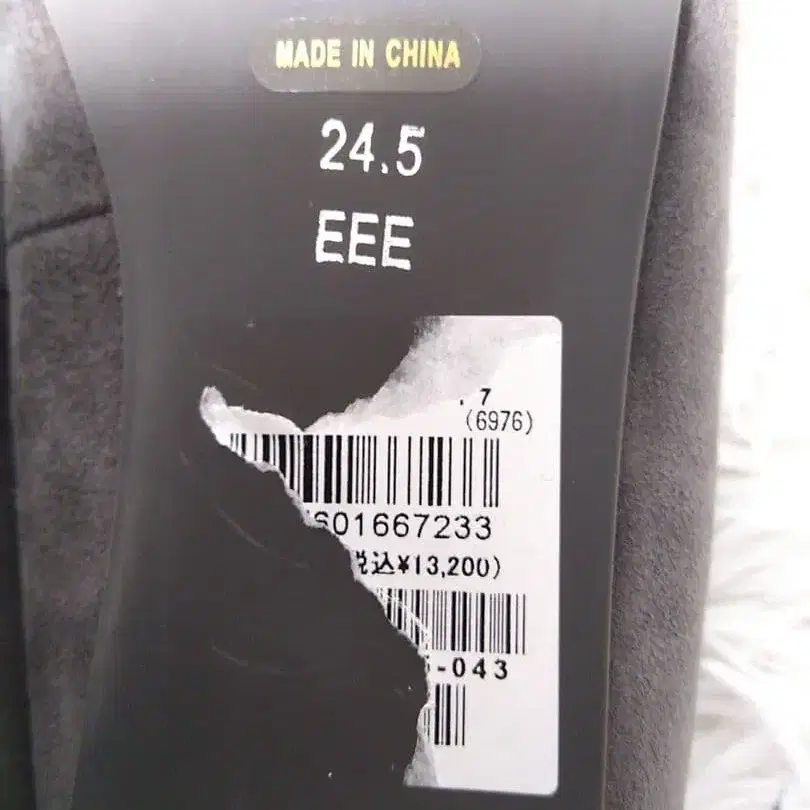 MADE IN CHINA
24.5
EEE
7
(6976)
601667233
税込¥13,200)
-043